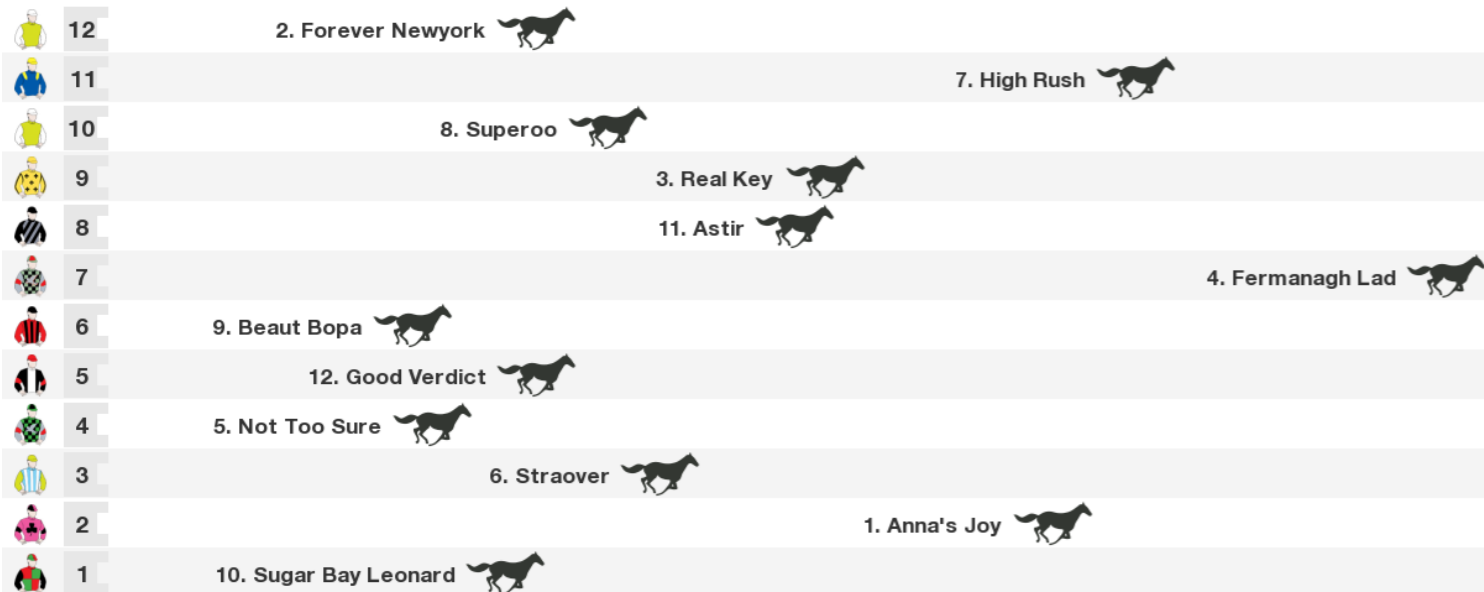 12 2. Forever Newyork
11 7. High Rush
10 8. Superoo
9 3. Real Key
8 11. Astir
7 4. Fermanagh Lad
6 9. Beaut Bopa
5 12. Good Verdict
4 5. Not Too Sure
3 6. Straover
2 1. Anna's Joy
1 10. Sugar Bay Leonard